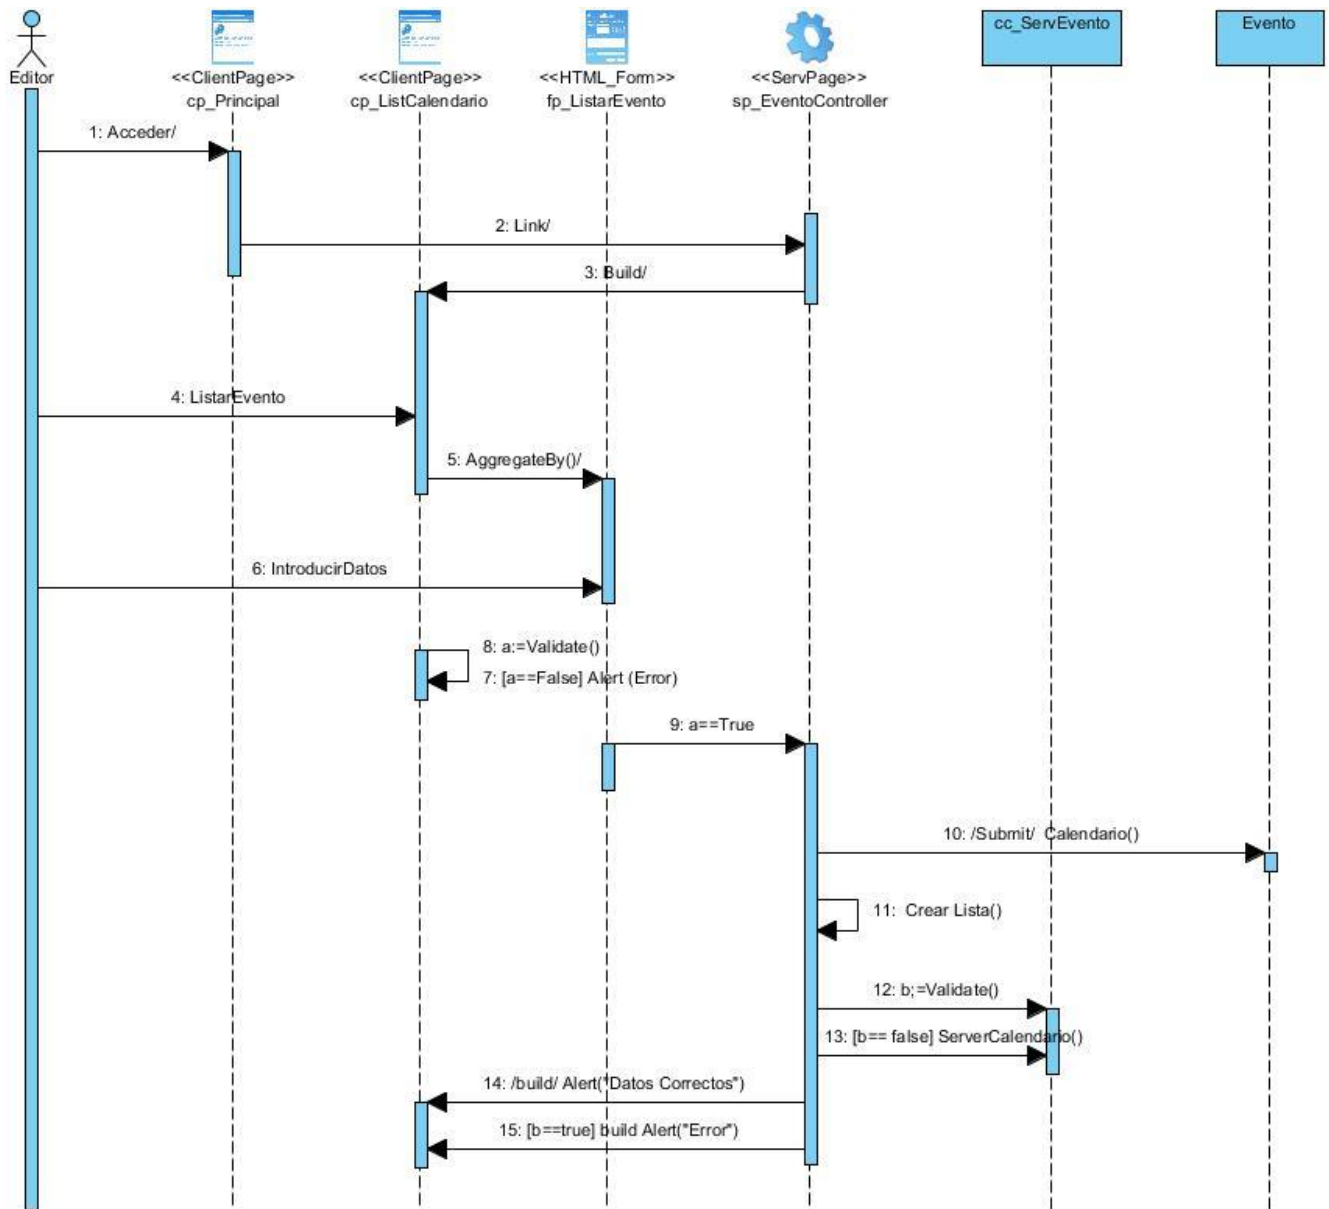 cc_ServEvento
Evento
Editor
<<ClientPage>>
cp_Principal
<<ClientPage>>
cp_ListCalendario
<<HTML_Form>>
fp_ListarEvento
<<ServPage>>
sp_EventoController
1: Acceder/
2: Link/
3: Build/
4: ListarEvento
5: AggregateBy()/
6: IntroducirDatos
8: a:=Validate()
7: [a==False] Alert (Error)
9: a==True
10: /Submit/ Calendario()
11: Crear Lista()
12: b;=Validate()
13: [b== false] ServerCalendario()
14: /build/ Alert("Datos Correctos")
15: [b==true] build Alert("Error")